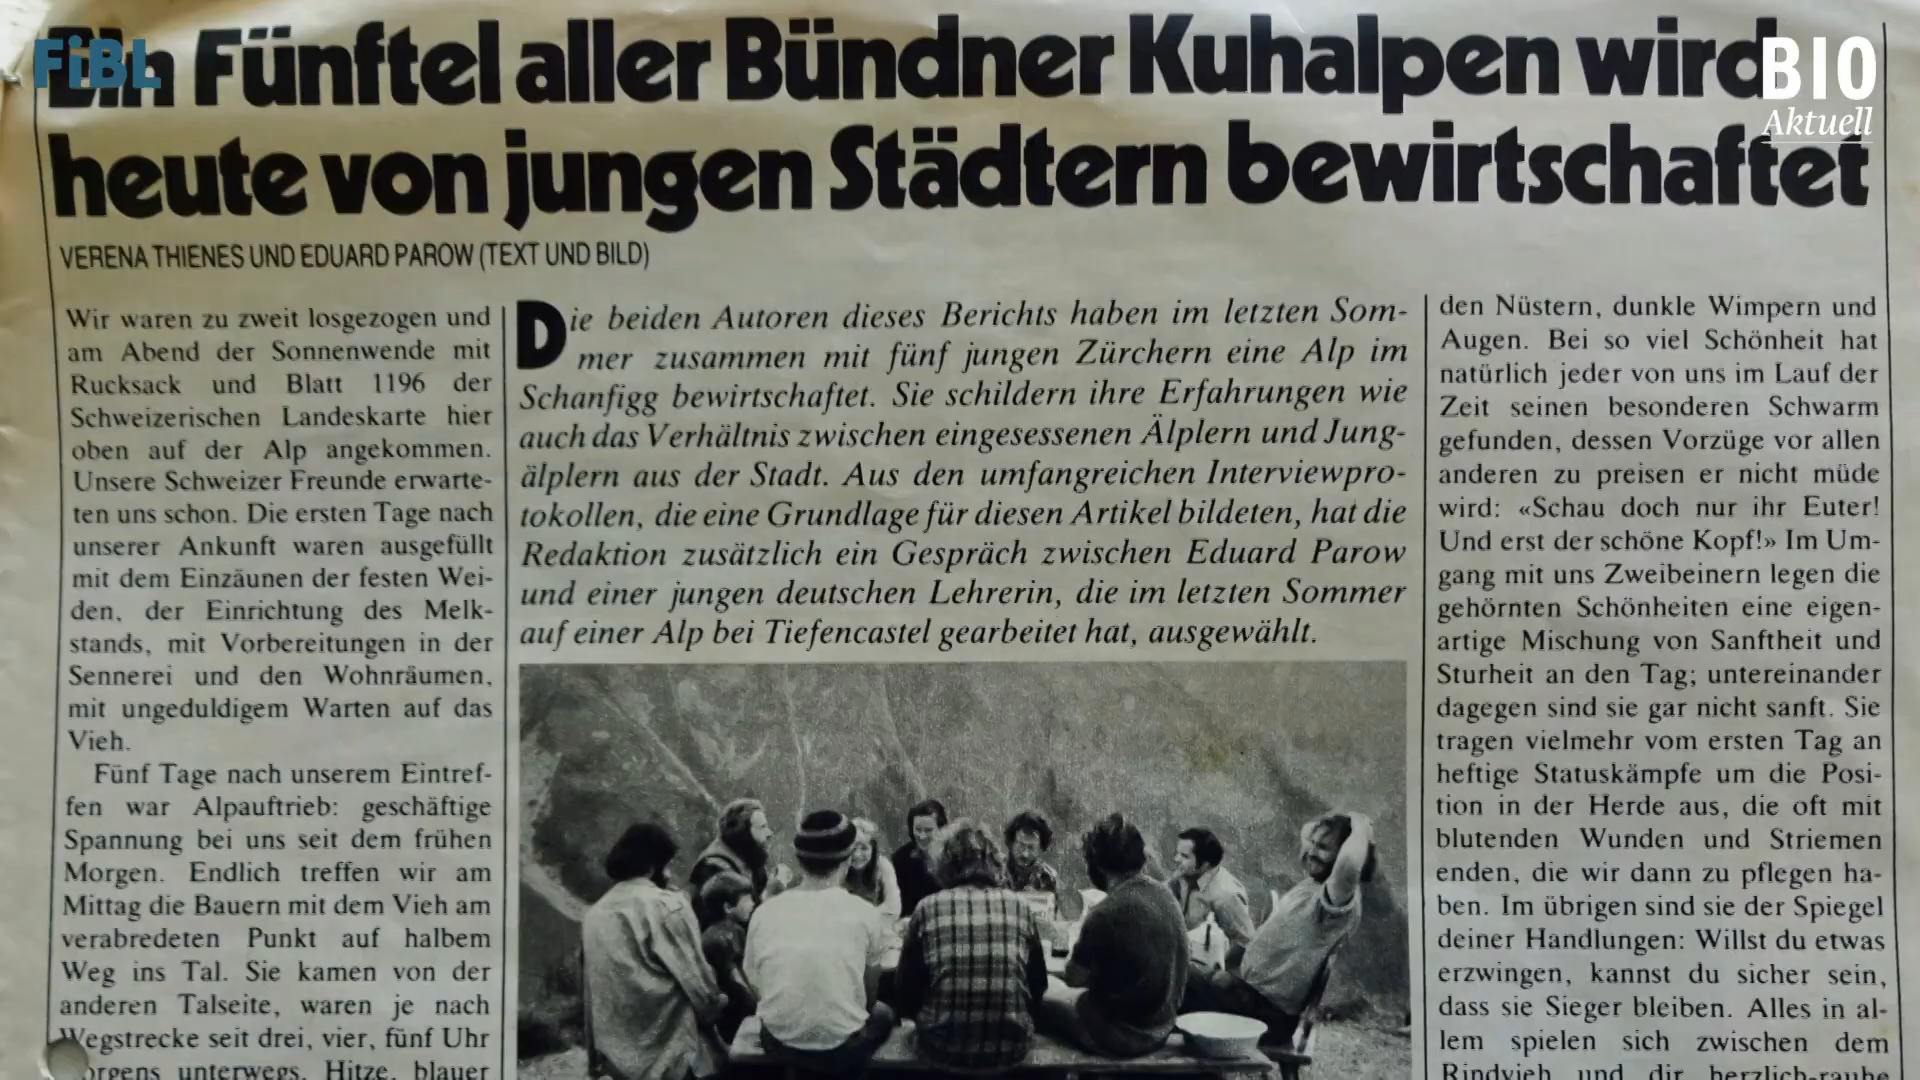 FiBL
BIO
Aktuell
Ein Fünftel aller Bündner Kuhalpen wird
heute von jungen Städtern bewirtschaftet
VERENA THIENES UND EDUARD PAROW (TEXT UND BILD)
Wir waren zu zweit losgezogen und
am Abend der Sonnenwende mit
Rucksack und Blatt 1196 der
Schweizerischen Landeskarte hier
oben auf der Alp angekommen.
Unsere Schweizer Freunde erwarte-
ten uns schon. Die ersten Tage nach
unserer Ankunft waren ausgefüllt
mit dem Einzäunen der festen Wei-
den, der Einrichtung des Melk-
stands, mit Vorbereitungen in der
Sennerei und den Wohnräumen,
mit ungeduldigem Warten auf das
Vieh.
Fünf Tage nach unserem Eintref-
fen war Alpauftrieb: geschäftige
Spannung bei uns seit dem frühen
Morgen. Endlich treffen wir am
Mittag die Bauern mit dem Vieh am
verabredeten Punkt auf halbem
Weg ins Tal. Sie kamen von der
anderen Talseite, waren je nach
Wegstrecke seit drei, vier, fünf Uhr
morgens unterwegs. Hitze, blauer
Die beiden Autoren dieses Berichts haben im letzten Som-
mer zusammen mit fünf jungen Zürchern eine Alp im
Schanfigg bewirtschaftet. Sie schildern ihre Erfahrungen wie
auch das Verhältnis zwischen eingesessenen Älplern und Jung-
älplern aus der Stadt. Aus den umfangreichen Interviewpro-
tokollen, die eine Grundlage für diesen Artikel bildeten, hat die
Redaktion zusätzlich ein Gespräch zwischen Eduard Parow
und einer jungen deutschen Lehrerin, die im letzten Sommer
auf einer Alp bei Tiefencastel gearbeitet hat, ausgewählt.
den Nüstern, dunkle Wimpern und
Augen. Bei so viel Schönheit hat
natürlich jeder von uns im Lauf der
Zeit seinen besonderen Schwarm
gefunden, dessen Vorzüge vor allen
anderen zu preisen er nicht müde
wird: «Schau doch nur ihr Euter!
Und erst der schöne Kopf!» Im Um-
gang mit uns Zweibeinern legen die
gehörnten Schönheiten eine eigen-
artige Mischung von Sanftheit und
Sturheit an den Tag; untereinander
dagegen sind sie gar nicht sanft. Sie
tragen vielmehr vom ersten Tag an
heftige Statuskämpfe um die Posi-
tion in der Herde aus, die oft mit
blutenden Wunden und Striemen
enden, die wir dann zu pflegen ha-
ben. Im übrigen sind sie der Spiegel
deiner Handlungen: Willst du etwas
erzwingen, kannst du sicher sein,
dass sie Sieger bleiben. Alles in al-
lem spielen sich zwischen dem
Rindvieh und dir herzlich-rauhe